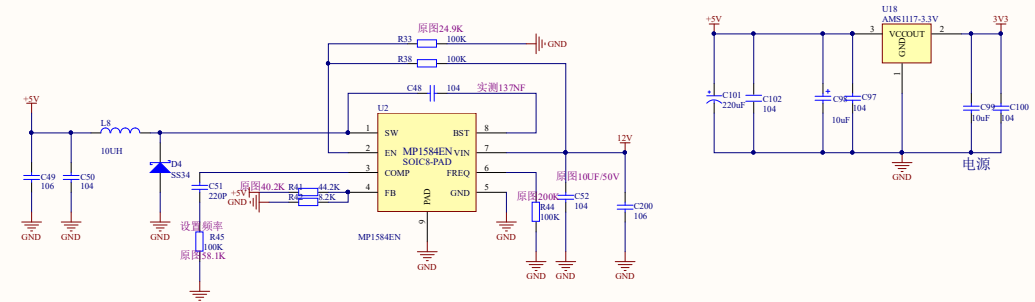 原图24.9K
R33 100K
GND
R38 100K
C48 104 实测137NF
U2
+5V
L8
10UH
1 SW BST 8
2 EN VIN 7
3 COMP FREQ 6
4 FB GND 5
MP1584EN
SOIC8-PAD
PAD
9
MP1584EN
12V
D4
SS34
C49
106
C50
104
C51
220P
原图40.2K
+5V
GND
R41 44.2K
R42 8.2K
设置频率
R45
100K
原图58.1K
原图10UF/50V
原图200K
R44
100K
C52
104
C200
106
GND
GND
GND
GND
GND
GND
GND
GND
+5V
U18
AMS1117-3.3V
3V3
3 VCCOUT 2
GND
1
C101
220uF
C102
104
C98
10uF
C97
104
C99
10uF
C100
104
GND
电源